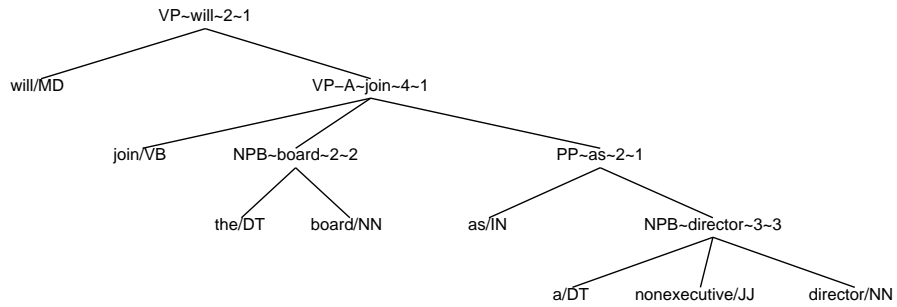 VP~will~2~1
will/MD VP−A~join~4~1
join/VB NPB~board~2~2 PP~as~2~1
the/DT board/NN as/IN NPB~director~3~3
a/DT nonexecutive/JJ director/NN